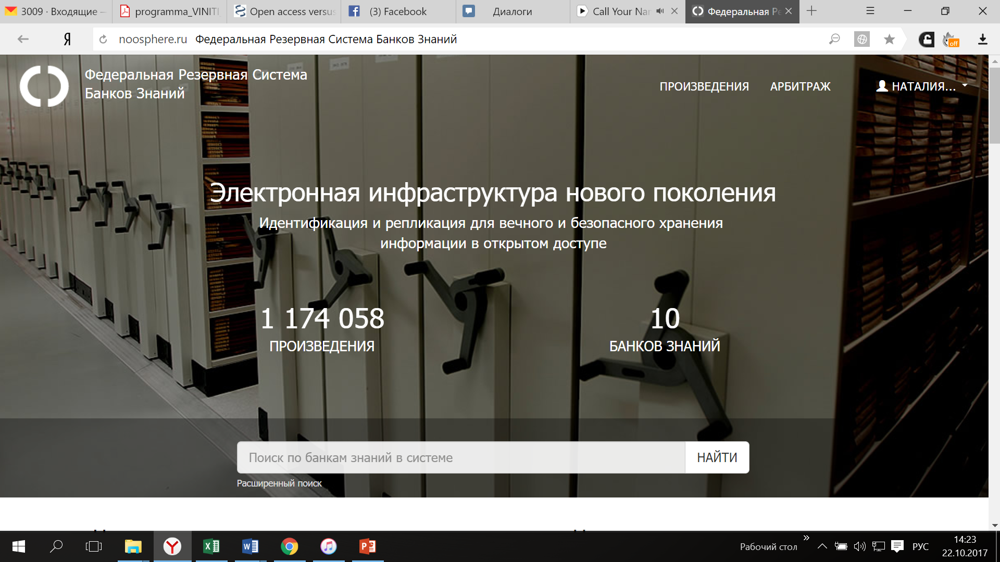 3009 · Входящие –
programma_VINITI
Open access versus
(3) Facebook
Диалоги
Call Your Nar
Федеральная Ре
Я
noosphere.ru Федеральная Резервная Система Банков Знаний
off
Федеральная Резервная Система
Банков Знаний
ПРОИЗВЕДЕНИЯ
АРБИТРАЖ
НАТАЛИЯ...
Электронная инфраструктура нового поколения
Идентификация и репликация для вечного и безопасного хранения
информации в открытом доступе
1 174 058
ПРОИЗВЕДЕНИЯ
10
БАНКОВ ЗНАНИЙ
Поиск по банкам знаний в системе
НАЙТИ
Расширенный поиск
Рабочий стол
РУС
14:23
22.10.2017